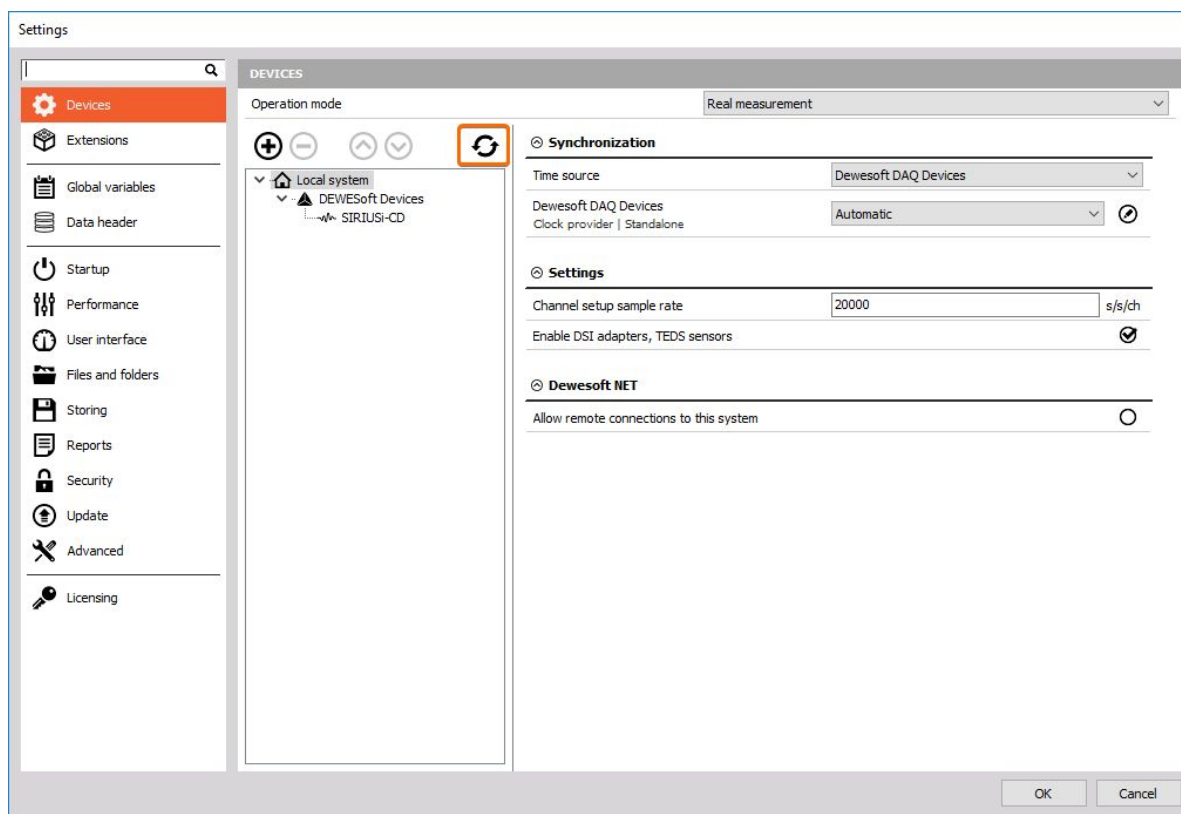 Settings
DEVICES
Devices
Extensions
Global variables
Data header
Startup
Performance
User interface
Files and folders
Storing
Reports
Security
Update
Advanced
Licensing
Operation mode
Real measurement
Local system
DEWESoft Devices
SIRIUSi-CD
Synchronization
Time source
Dewesoft DAQ Devices
Dewesoft DAQ Devices
Clock provider | Standalone
Automatic
Settings
Channel setup sample rate
20000
s/s/ch
Enable DSI adapters, TEDS sensors
Dewesoft NET
Allow remote connections to this system
OK
Cancel